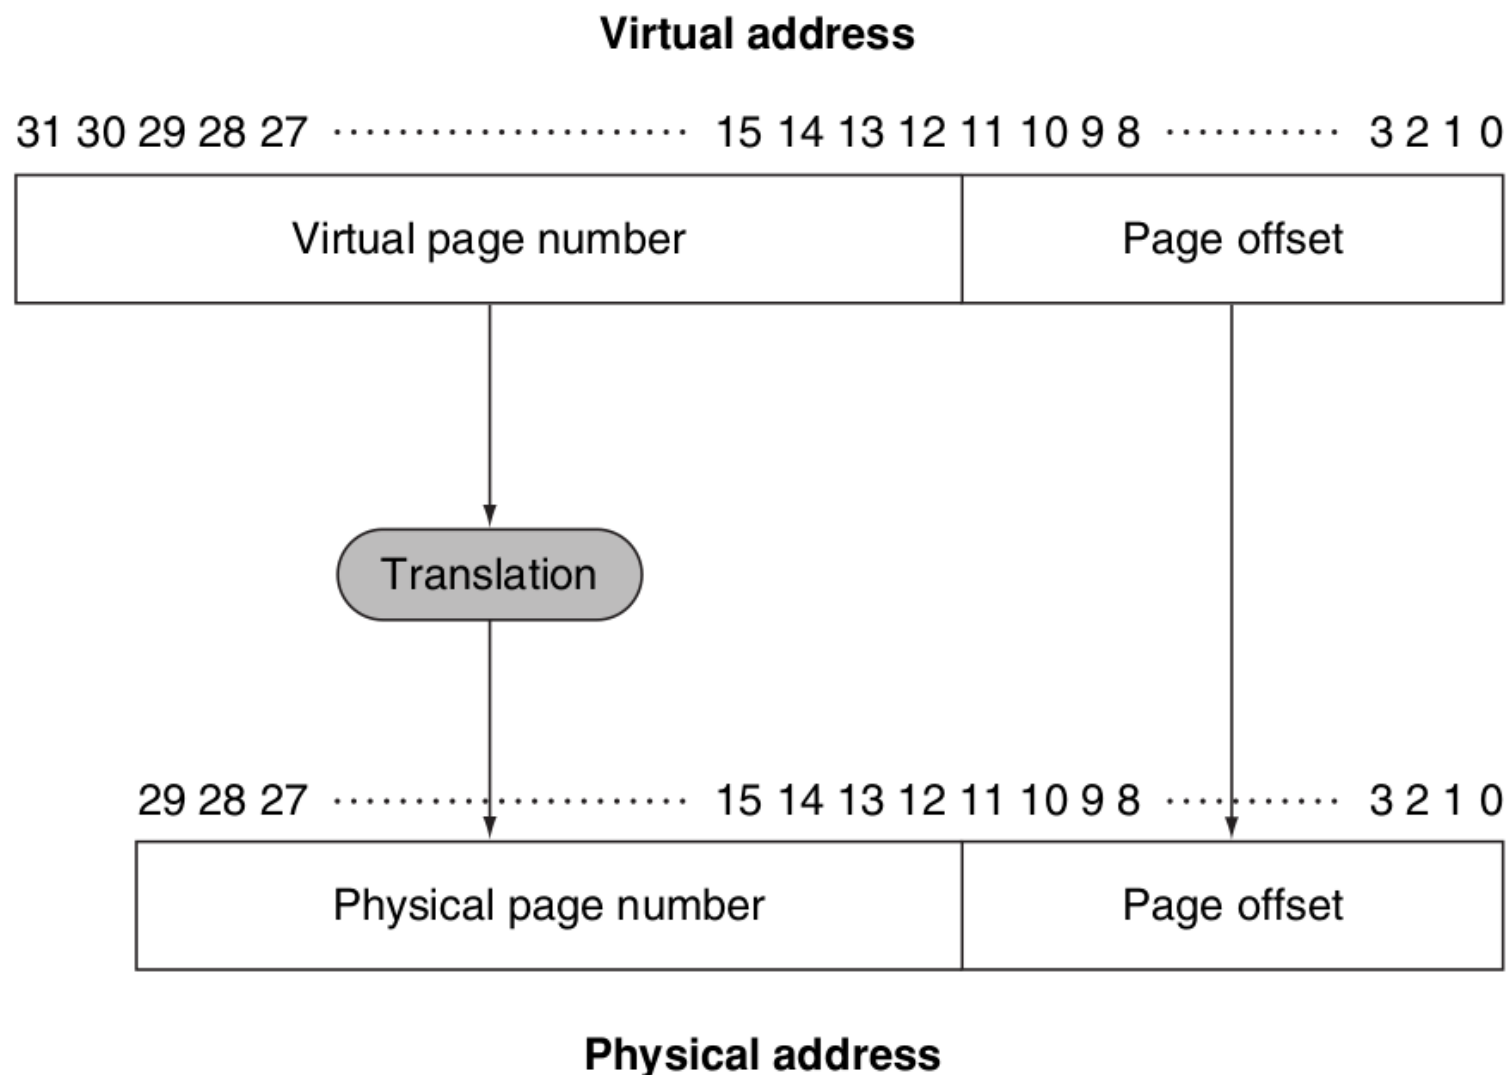 Virtual address
31 30 29 28 27 ······················ 15 14 13 12 11 10 9 8 ··········· 3 2 1 0
Virtual page number Page offset
Translation
29 28 27 ······················ 15 14 13 12 11 10 9 8 ··········· 3 2 1 0
Physical page number Page offset
Physical address